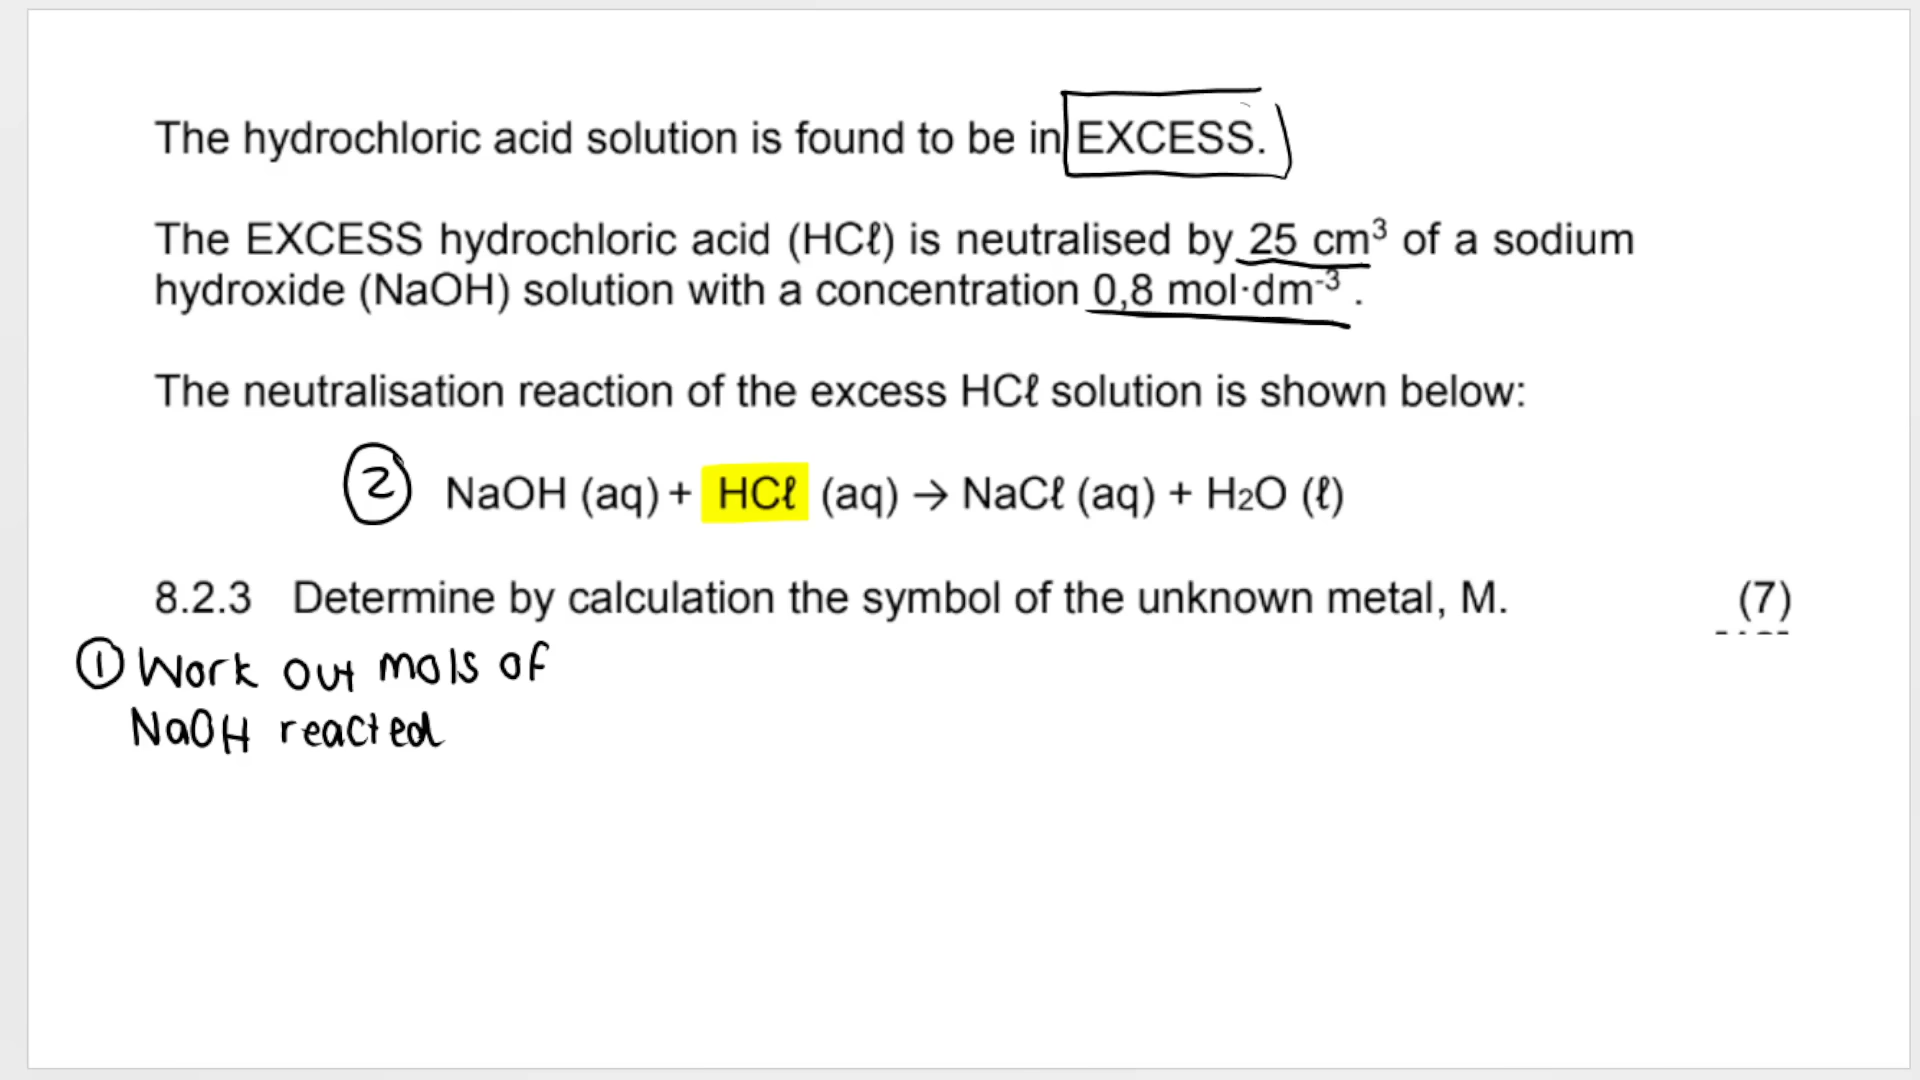 The hydrochloric acid solution is found to be in EXCESS.
The EXCESS hydrochloric acid (HCℓ) is neutralised by 25 cm³ of a sodium
hydroxide (NaOH) solution with a concentration 0,8 mol·dm⁻³ .
The neutralisation reaction of the excess HCℓ solution is shown below:
② NaOH (aq) + HCℓ (aq) → NaCℓ (aq) + H₂O (ℓ)
8.2.3 Determine by calculation the symbol of the unknown metal, M. (7)
① Work out mols of
NaOH reacted